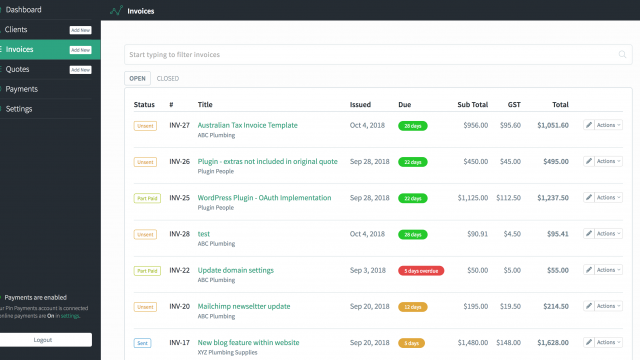 Dashboard
Clients Add New
Invoices Add New
Quotes Add New
Payments
Settings
Payments are enabled
Pin Payments account is connected
online payments are On in settings.
Logout
Invoices
Start typing to filter invoices
OPEN CLOSED
Status # Title Issued Due Sub Total GST Total
Unsent INV-27 Australian Tax Invoice Template Oct 4, 2018 28 days $956.00 $95.60 $1,051.60 Actions
ABC Plumbing
Unsent INV-26 Plugin - extras not included in original quote Sep 28, 2018 22 days $450.00 $45.00 $495.00 Actions
Plugin People
Part Paid INV-25 WordPress Plugin - OAuth Implementation Sep 28, 2018 22 days $1,125.00 $112.50 $1,237.50 Actions
Plugin People
Unsent INV-28 test Oct 4, 2018 28 days $90.91 $4.50 $95.41 Actions
ABC Plumbing
Part Paid INV-22 Update domain settings Sep 3, 2018 5 days overdue $50.00 $5.00 $55.00 Actions
ABC Plumbing
Unsent INV-20 Mailchimp newseltter update Sep 20, 2018 12 days $195.00 $19.50 $214.50 Actions
ABC Plumbing
Sent INV-17 New blog feature within website Sep 20, 2018 5 days $1,480.00 $148.00 $1,628.00 Actions
XYZ Plumbing Supplies